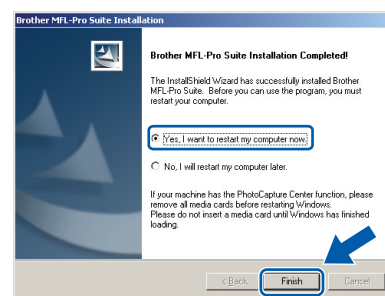 Brother MFL-Pro Suite Installation
Brother MFL-Pro Suite Installation Completed!
The InstallShield Wizard has successfully installed Brother
MFL-Pro Suite. Before you can use the program, you must
restart your computer.
Yes, I want to restart my computer now.
No, I will restart my computer later.
If your machine has the PhotoCapture Center function, please
remove all media cards before restarting Windows.
Please do not insert a media card until Windows has finished
loading.
< Back Finish Cancel